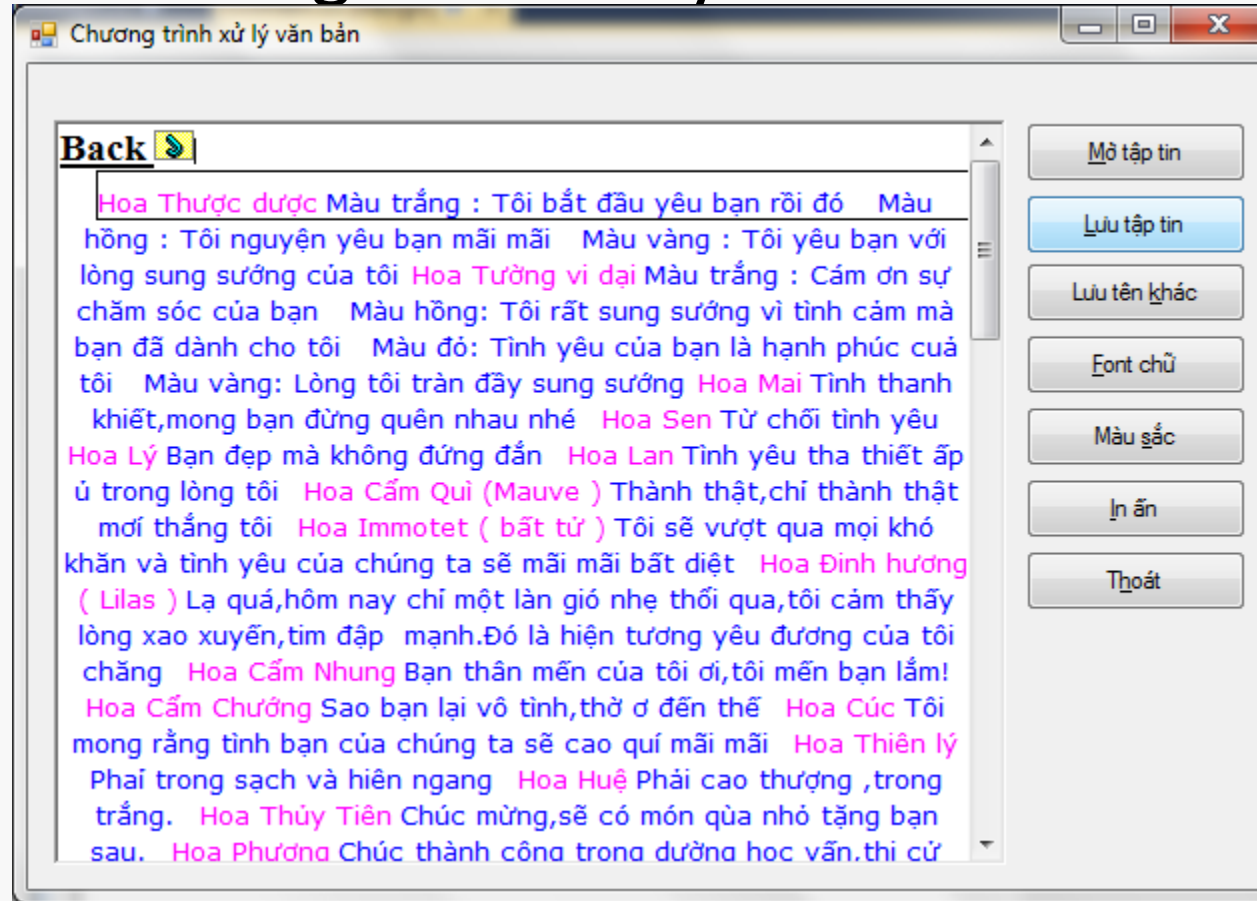 Chương trình xử lý văn bản
Back
Hoa Thược dược Màu trắng : Tôi bắt đầu yêu bạn rồi đó Màu
hồng : Tôi nguyện yêu bạn mãi mãi Màu vàng : Tôi yêu bạn với
lòng sung sướng của tôi Hoa Tường vi dại Màu trắng : Cám ơn sự
chăm sóc của bạn Màu hồng: Tôi rất sung sướng vì tình cảm mà
bạn đã dành cho tôi Màu đỏ: Tình yêu của bạn là hạnh phúc cuả
tôi Màu vàng: Lòng tôi tràn đầy sung sướng Hoa Mai Tình thanh
khiết,mong bạn đừng quên nhau nhé Hoa Sen Từ chối tình yêu
Hoa Lý Bạn đẹp mà không đứng đắn Hoa Lan Tình yêu tha thiết ấp
ủ trong lòng tôi Hoa Cẩm Quì (Mauve ) Thành thật,chỉ thành thật
mơí thắng tôi Hoa Immotet ( bất tử ) Tôi sẽ vượt qua mọi khó
khăn và tình yêu của chúng ta sẽ mãi mãi bất diệt Hoa Đinh hương
( Lilas ) Lạ quá,hôm nay chỉ một làn gió nhẹ thổi qua,tôi cảm thấy
lòng xao xuyến,tim đập mạnh.Đó là hiện tương yêu đương của tôi
chăng Hoa Cẩm Nhung Bạn thân mến của tôi ơi,tôi mến bạn lắm!
Hoa Cẩm Chướng Sao bạn lại vô tình,thờ ơ đến thế Hoa Cúc Tôi
mong rằng tình bạn của chúng ta sẽ cao quí mãi mãi Hoa Thiên lý
Phaỉ trong sạch và hiên ngang Hoa Huệ Phải cao thượng ,trong
trắng. Hoa Thủy Tiên Chúc mừng,sẽ có món qùa nhỏ tặng bạn
sau. Hoa Phượng Chúc thành công trong dường học vấn,thi cử
Mở tập tin
Lưu tập tin
Lưu tên khác
Font chữ
Màu sắc
In ấn
Thoát